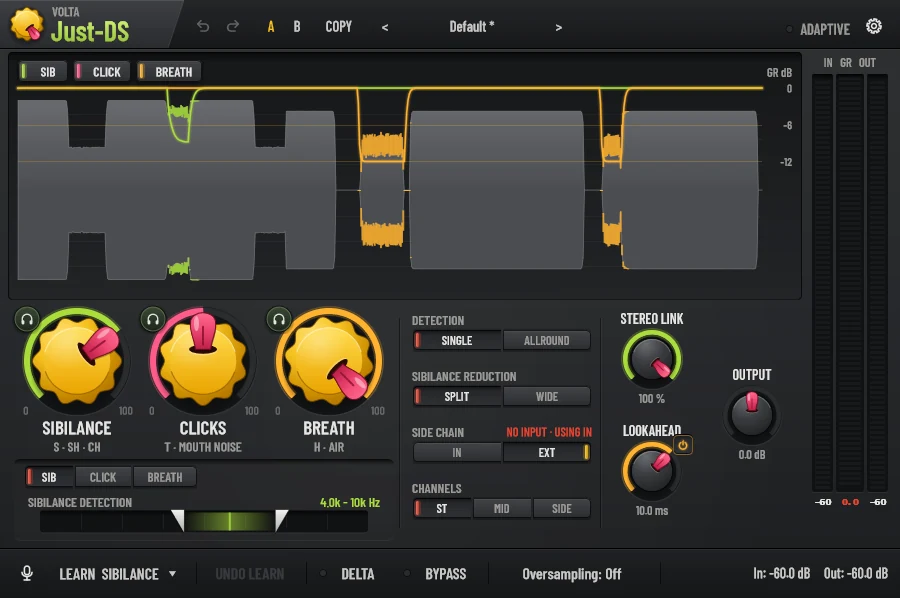 VOLTA
Just-DS
A B COPY < Default * > ADAPTIVE
SIB CLICK BREATH GR dB
IN GR OUT
0
-6
-12
0 100 0 100 0 100
SIBILANCE CLICKS BREATH
S - SH - CH T - MOUTH NOISE H - AIR
SIB CLICK BREATH
SIBILANCE DETECTION 4.0k - 10k Hz
DETECTION
SINGLE ALLROUND
SIBILANCE REDUCTION
SPLIT WIDE
SIDE CHAIN NO INPUT · USING IN
IN EXT
CHANNELS
ST MID SIDE
STEREO LINK
100 %
LOOKAHEAD
10.0 ms
OUTPUT
0.0 dB
-60 0.0 -60
LEARN SIBILANCE UNDO LEARN DELTA BYPASS Oversampling: Off In: -60.0 dB Out: -60.0 dB